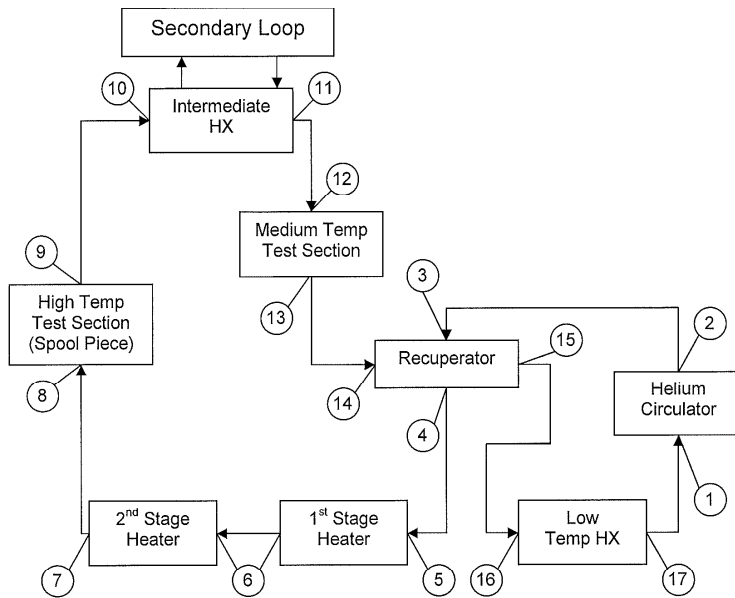 Secondary Loop
10
11
Intermediate
HX
12
Medium Temp
Test Section
9
3
13
High Temp
Test Section
(Spool Piece)
2
15
Recuperator
8
14
4
Helium
Circulator
1
2nd Stage
Heater
1st Stage
Heater
Low
Temp HX
7
6
5
16
17